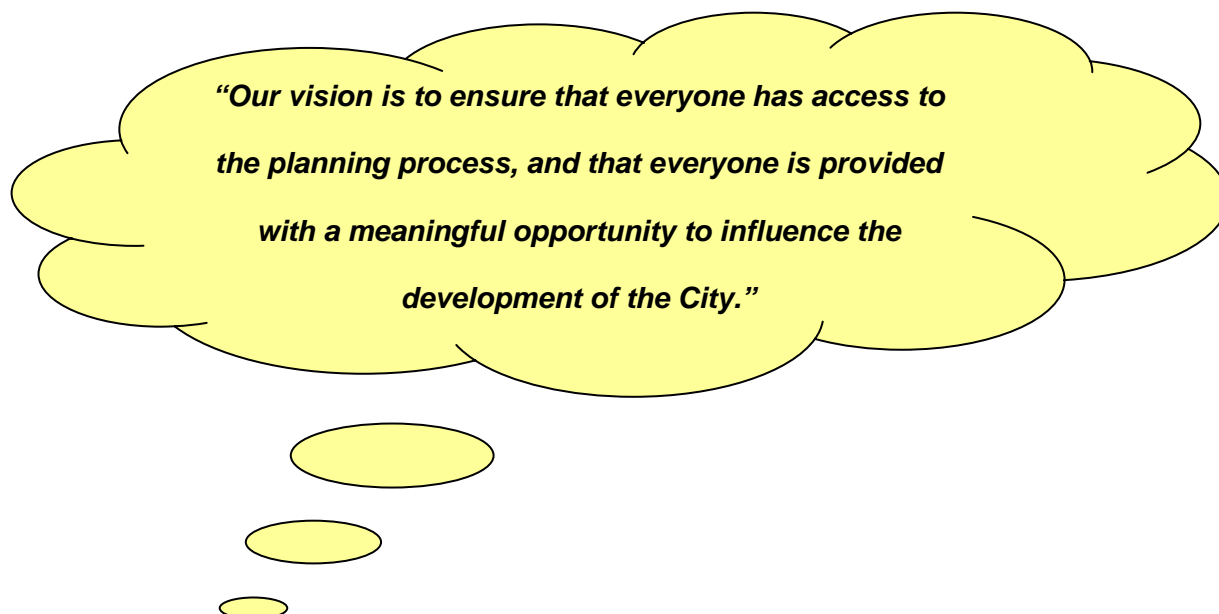 “Our vision is to ensure that everyone has access to
the planning process, and that everyone is provided
with a meaningful opportunity to influence the
development of the City.”